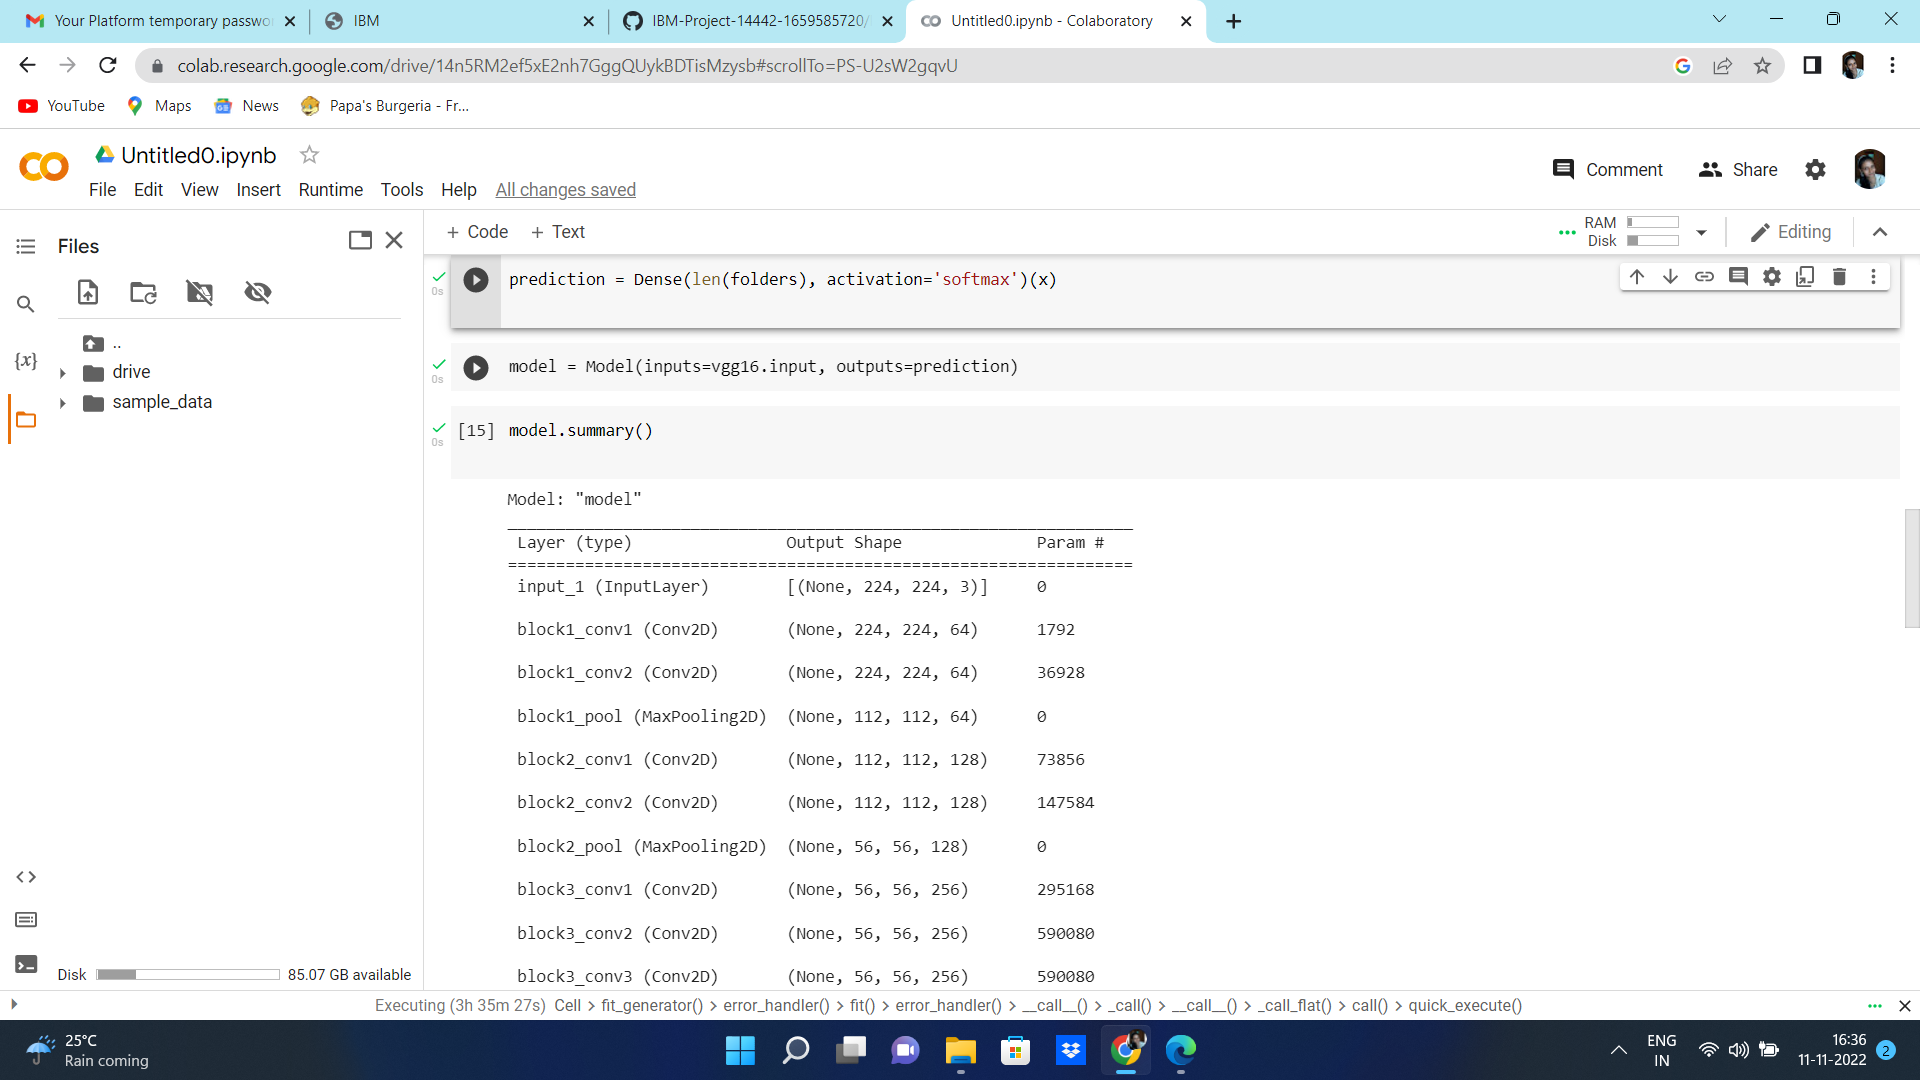 Your Platform temporary passwo
IBM
IBM-Project-14442-1659585720/
Untitled0.ipynb - Colaboratory
colab.research.google.com/drive/14n5RM2ef5xE2nh7GggQUykBDTisMzysb#scrollTo=PS-U2sW2gqvU
YouTube
Maps
News
Papa's Burgeria - Fr...
Untitled0.ipynb
File Edit View Insert Runtime Tools Help All changes saved
Comment
Share
Files
+ Code + Text
RAM
Disk
Editing
..
drive
sample_data
0s
prediction = Dense(len(folders), activation='softmax')(x)
0s
model = Model(inputs=vgg16.input, outputs=prediction)
0s
[15] model.summary()
Model: "model"
Layer (type) Output Shape Param #
=================================================================
input_1 (InputLayer) [(None, 224, 224, 3)] 0
block1_conv1 (Conv2D) (None, 224, 224, 64) 1792
block1_conv2 (Conv2D) (None, 224, 224, 64) 36928
block1_pool (MaxPooling2D) (None, 112, 112, 64) 0
block2_conv1 (Conv2D) (None, 112, 112, 128) 73856
block2_conv2 (Conv2D) (None, 112, 112, 128) 147584
block2_pool (MaxPooling2D) (None, 56, 56, 128) 0
block3_conv1 (Conv2D) (None, 56, 56, 256) 295168
block3_conv2 (Conv2D) (None, 56, 56, 256) 590080
block3_conv3 (Conv2D) (None, 56, 56, 256) 590080
{x}
Disk 85.07 GB available
Executing (3h 35m 27s) Cell > fit_generator() > error_handler() > fit() > error_handler() > __call__() > _call() > __call__() > _call_flat() > call() > quick_execute()
25°C
Rain coming
ENG
IN
16:36
11-11-2022
2